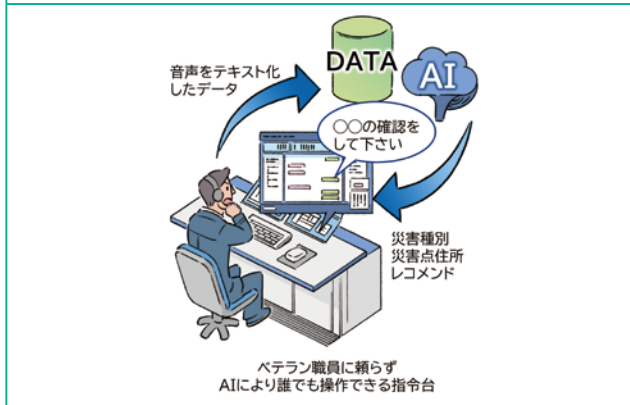 音声をテキスト化
したデータ
DATA
AI
○○の確認を
して下さい
災害種別
災害点住所
レコメンド
ベテラン職員に頼らず
AIにより誰でも操作できる指令台